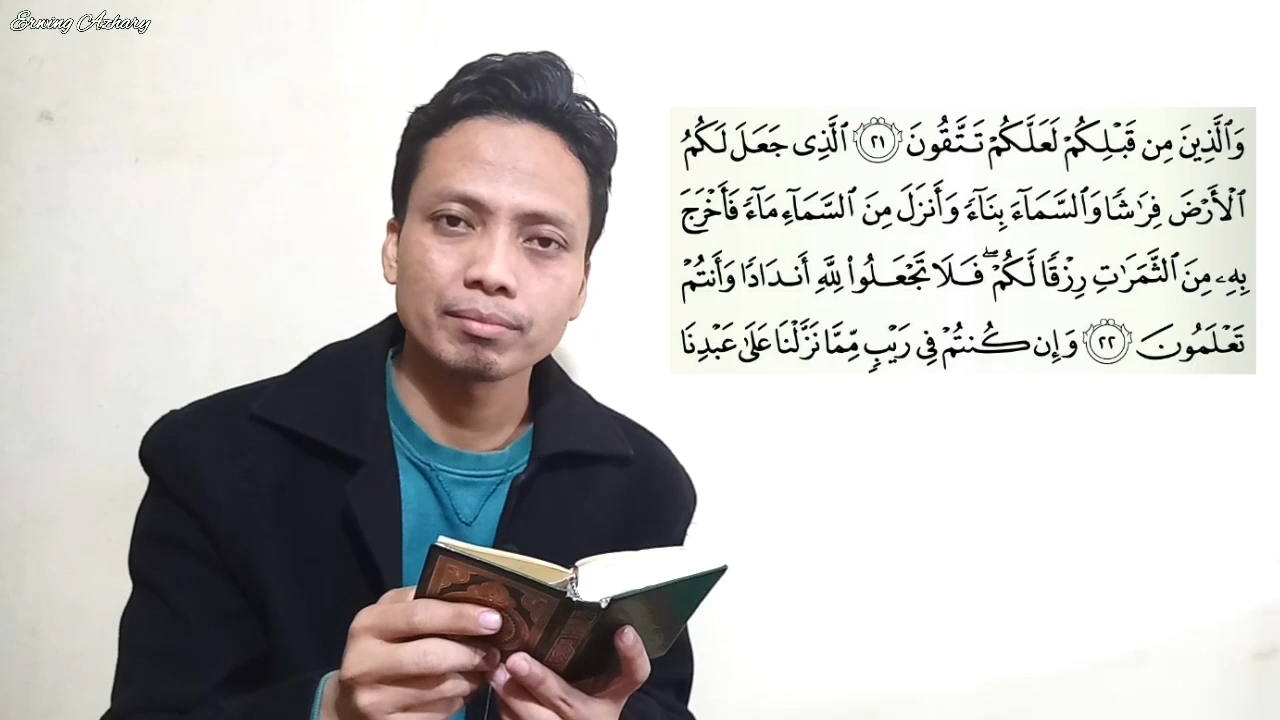 Erwing Azhary
وَٱلَّذِينَ مِن قَبْلِكُمْ لَعَلَّكُمْ تَتَّقُونَ ٢١ ٱلَّذِى جَعَلَ لَكُمُ
ٱلْأَرْضَ فِرَٰشًا وَٱلسَّمَآءَ بِنَآءً وَأَنزَلَ مِنَ ٱلسَّمَآءِ مَآءً فَأَخْرَجَ
بِهِۦ مِنَ ٱلثَّمَرَٰتِ رِزْقًا لَّكُمْ ۖ فَلَا تَجْعَلُوا۟ لِلَّهِ أَندَادًا وَأَنتُمْ
تَعْلَمُونَ ٢٢ وَإِن كُنتُمْ فِى رَيْبٍ مِّمَّا نَزَّلْنَا عَلَىٰ عَبْدِنَا